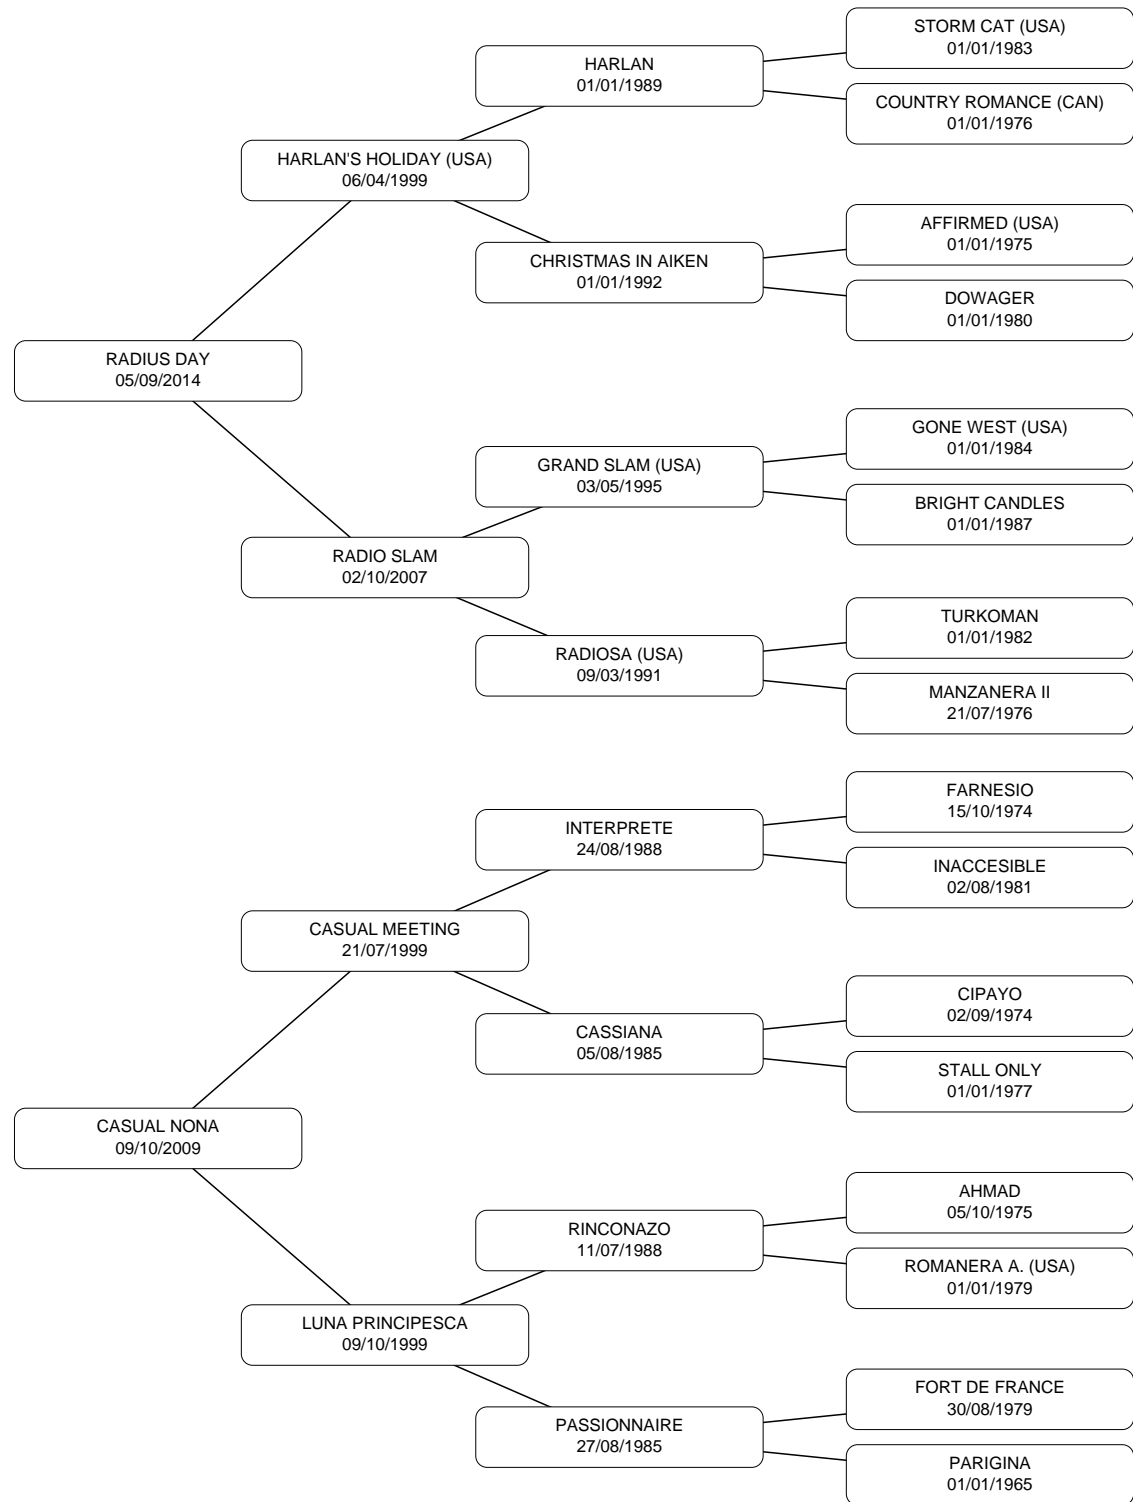 STORM CAT (USA)
01/01/1983
HARLAN
01/01/1989
COUNTRY ROMANCE (CAN)
01/01/1976
HARLAN'S HOLIDAY (USA)
06/04/1999
AFFIRMED (USA)
01/01/1975
CHRISTMAS IN AIKEN
01/01/1992
DOWAGER
01/01/1980
RADIUS DAY
05/09/2014
GONE WEST (USA)
01/01/1984
GRAND SLAM (USA)
03/05/1995
BRIGHT CANDLES
01/01/1987
RADIO SLAM
02/10/2007
TURKOMAN
01/01/1982
RADIOSA (USA)
09/03/1991
MANZANERA II
21/07/1976
FARNESIO
15/10/1974
INTERPRETE
24/08/1988
INACCESIBLE
02/08/1981
CASUAL MEETING
21/07/1999
CIPAYO
02/09/1974
CASSIANA
05/08/1985
STALL ONLY
01/01/1977
CASUAL NONA
09/10/2009
AHMAD
05/10/1975
RINCONAZO
11/07/1988
ROMANERA A. (USA)
01/01/1979
LUNA PRINCIPESCA
09/10/1999
FORT DE FRANCE
30/08/1979
PASSIONNAIRE
27/08/1985
PARIGINA
01/01/1965